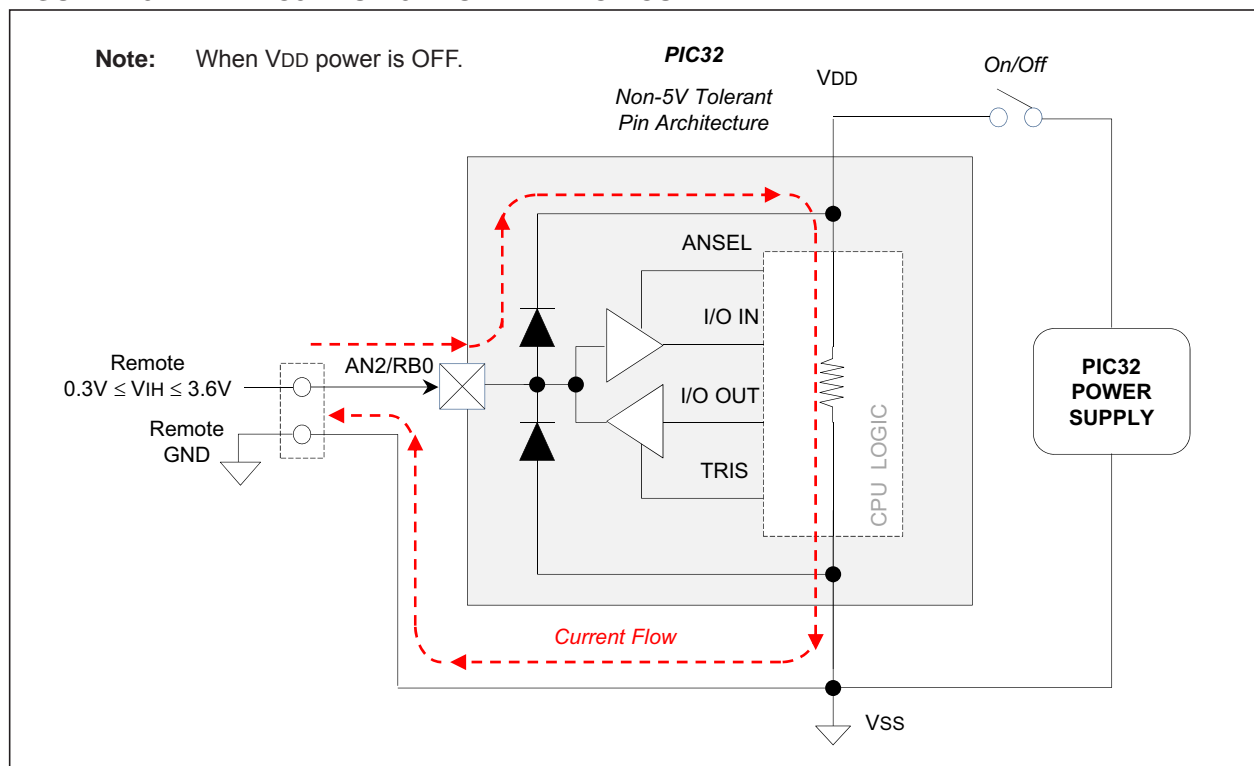 Note: When VDD power is OFF.
PIC32
Non-5V Tolerant
Pin Architecture
VDD
On/Off
ANSEL
I/O IN
Remote
0.3V ≤ VIH ≤ 3.6V
AN2/RB0
I/O OUT
Remote
GND
TRIS
CPU LOGIC
PIC32
POWER
SUPPLY
Current Flow
VSS